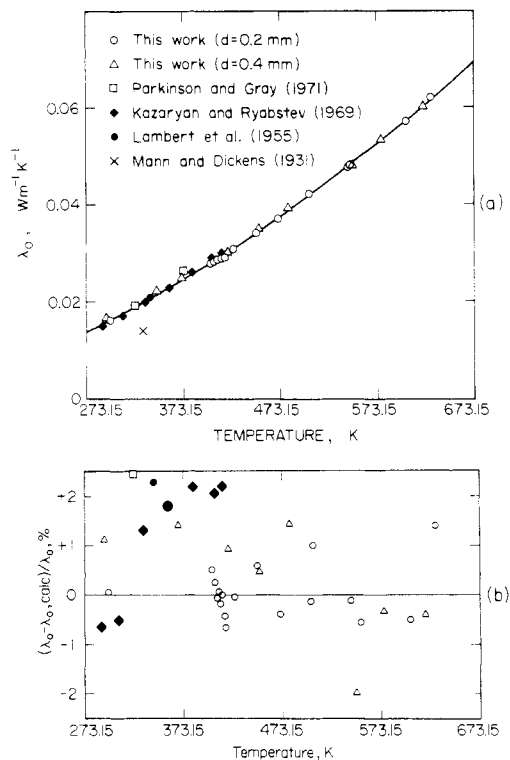 This work (d=0.2 mm)
This work (d=0.4 mm)
Parkinson and Gray (1971)
Kazaryan and Ryabstev (1969)
Lambert et al. (1955)
Mann and Dickens (1931)
0.06
0.04
0.02
0
λ₀, Wm⁻¹K⁻¹
(a)
273.15 373.15 473.15 573.15 673.15
TEMPERATURE, K
+2
+1
0
-1
-2
(λ₀-λ₀,calc)/λ₀,%
(b)
273.15 373.15 473.15 573.15 673.15
Temperature, K